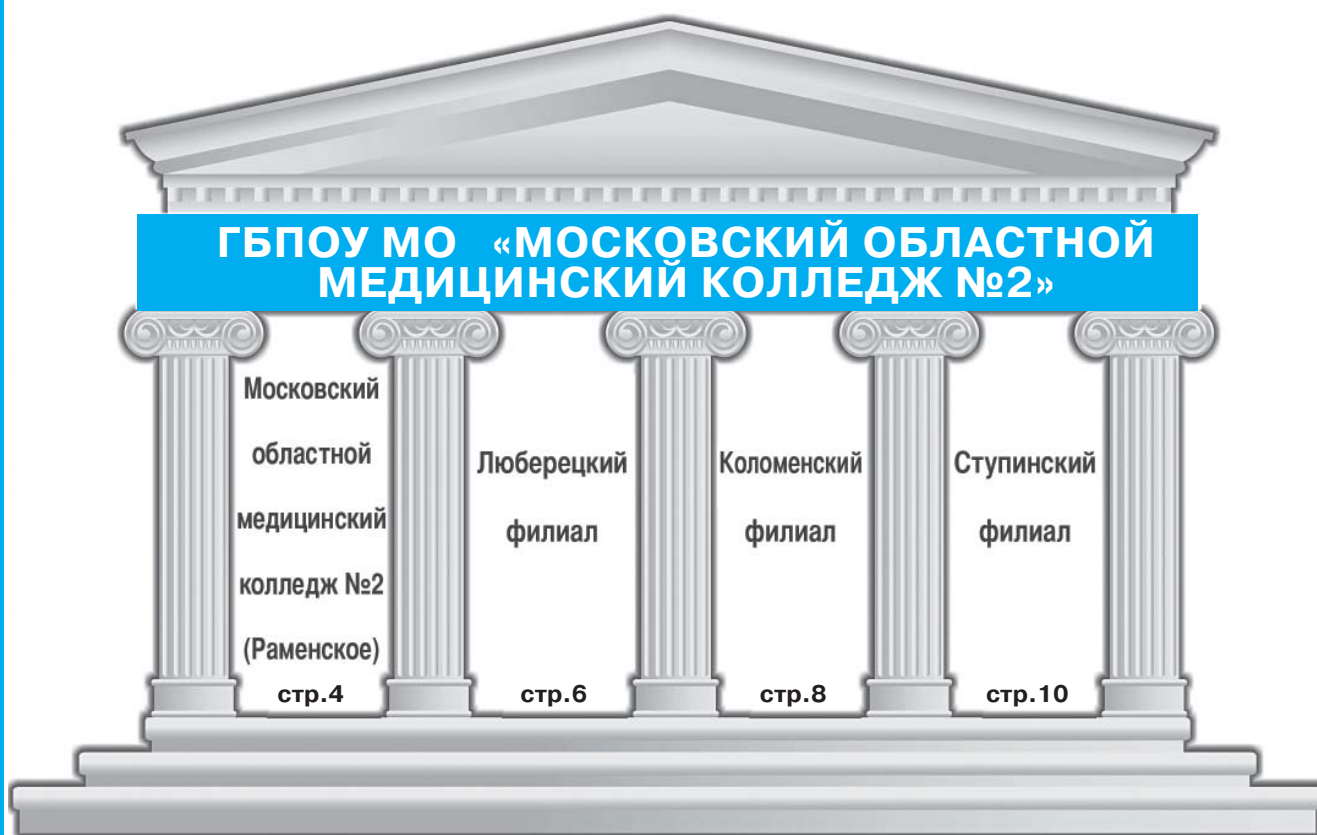 ГБПОУ МО «МОСКОВСКИЙ ОБЛАСТНОЙ
МЕДИЦИНСКИЙ КОЛЛЕДЖ №2»
Московский
областной
медицинский
колледж №2
(Раменское)
стр.4
Люберецкий
филиал
стр.6
Коломенский
филиал
стр.8
Ступинский
филиал
стр.10